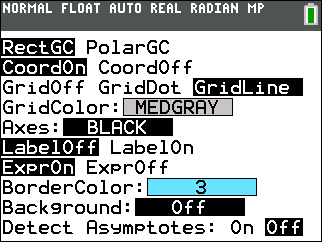 NORMAL FLOAT AUTO REAL RADIAN MP
RectGC PolarGC
CoordOn CoordOff
GridOff GridDot GridLine
GridColor: MEDGRAY
Axes: BLACK
LabelOff LabelOn
ExprOn ExprOff
BorderColor: 3
Background: Off
Detect Asymptotes: On Off